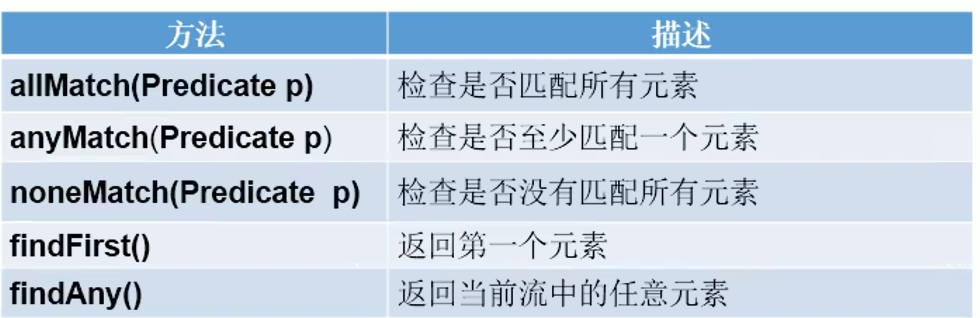 方法 描述
allMatch(Predicate p) 检查是否匹配所有元素
anyMatch(Predicate p) 检查是否至少匹配一个元素
noneMatch(Predicate  p) 检查是否没有匹配所有元素
findFirst() 返回第一个元素
findAny() 返回当前流中的任意元素